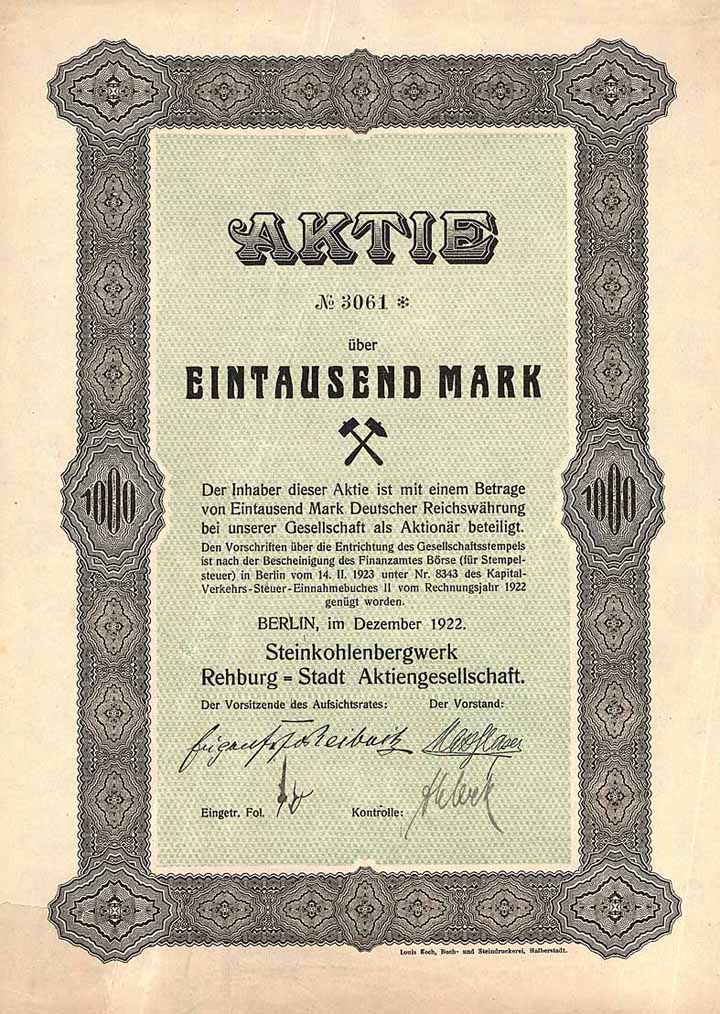 AKTIE
№ 3061 *
über
EINTAUSEND MARK
1000 1000
Der Inhaber dieser Aktie ist mit einem Betrage
von Eintausend Mark Deutscher Reichswährung
bei unserer Gesellschaft als Aktionär beteiligt.
Den Vorschriften über die Entrichtung des Gesellschaftsstempels
ist nach der Bescheinigung des Finanzamtes Börse (für Stempel-
steuer) in Berlin vom 14. II. 1923 unter Nr. 8343 des Kapital-
Verkehrs-Steuer-Einnahmebuches II vom Rechnungsjahr 1922
genügt worden.
BERLIN, im Dezember 1922.
Steinkohlenbergwerk
Rehburg = Stadt Aktiengesellschaft.
Der Vorsitzende des Aufsichtsrates: Der Vorstand:
Eingetr. Fol. Kontrolle:
Louis Koch, Buch- und Steindruckerei, Halberstadt.